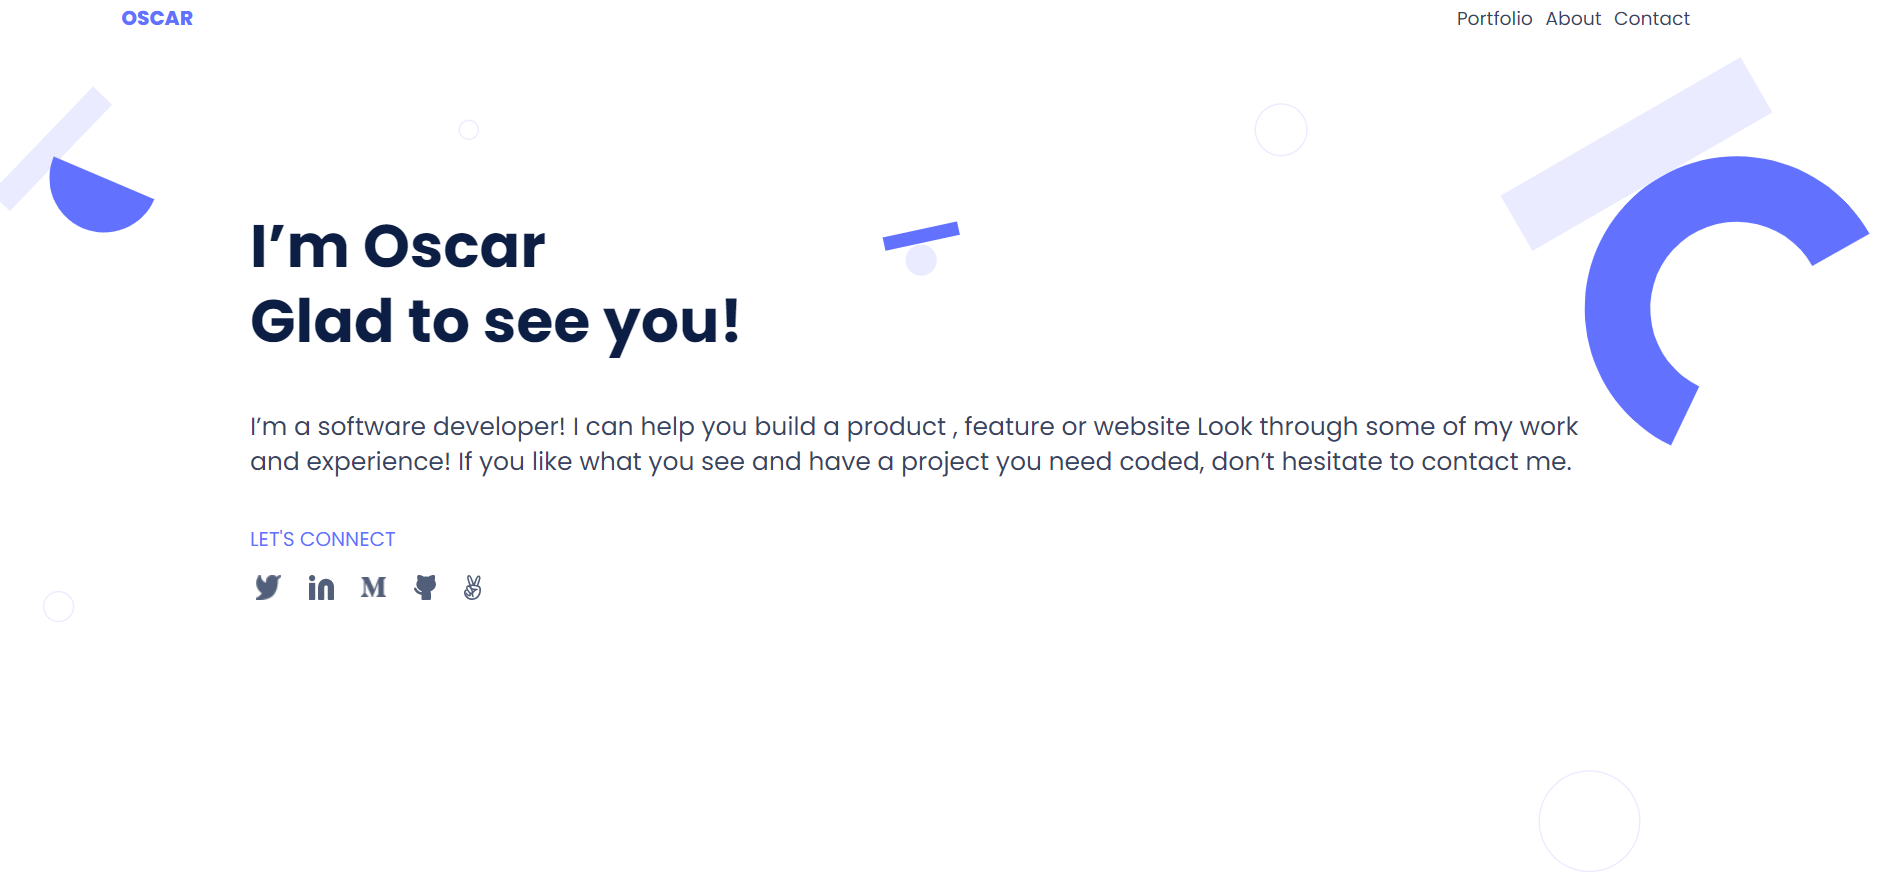 OSCAR
Portfolio About Contact
I’m Oscar
Glad to see you!
I’m a software developer! I can help you build a product , feature or website Look through some of my work
and experience! If you like what you see and have a project you need coded, don’t hesitate to contact me.
LET'S CONNECT